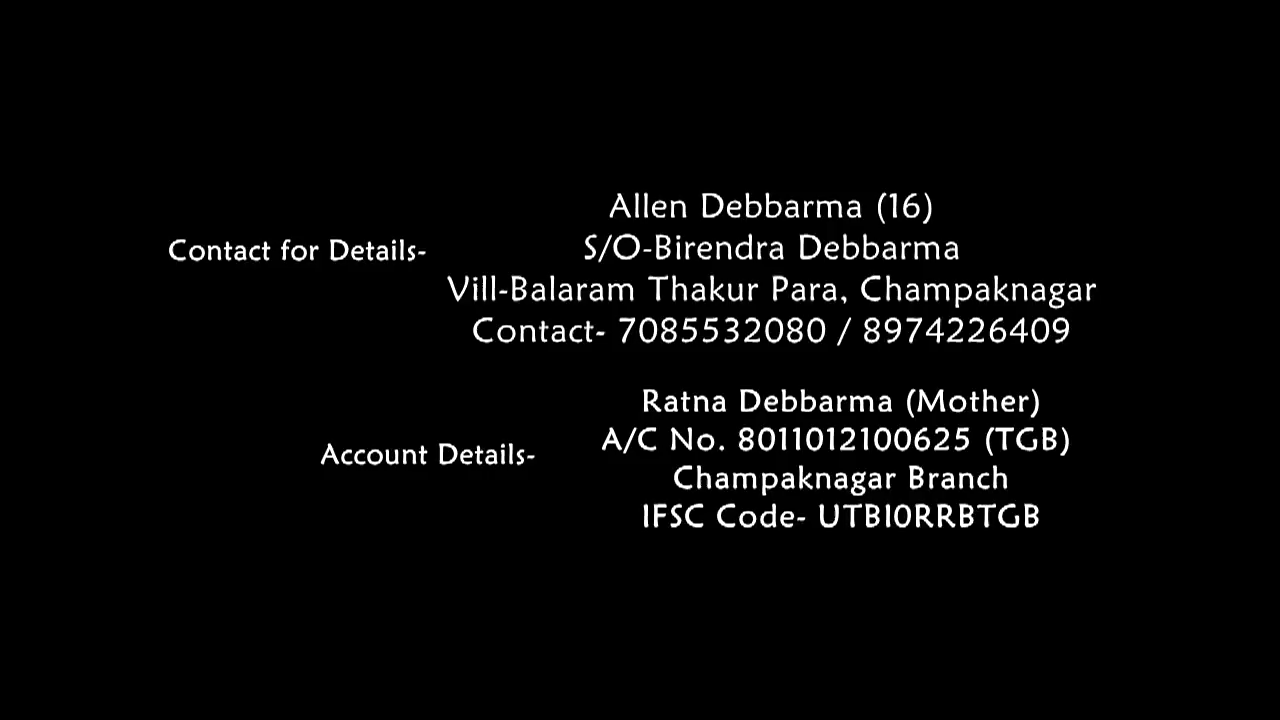 Contact for Details-
Allen Debbarma (16)
S/O-Birendra Debbarma
Vill-Balaram Thakur Para, Champaknagar
Contact- 7085532080 / 8974226409
Account Details-
Ratna Debbarma (Mother)
A/C No. 8011012100625 (TGB)
Champaknagar Branch
IFSC Code- UTBI0RRBTGB